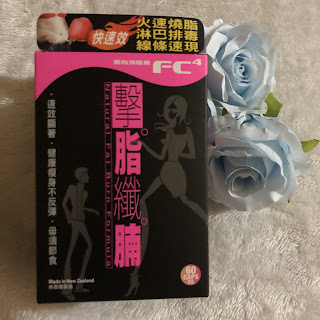 火速燒脂
淋巴排毒
線條速現
快速效
FC4
擊脂纖腩
Natural Fat Burn Formula
速效顯著·健康瘦身不反彈·毋須節食
60
CAPS
Made in New Zealand